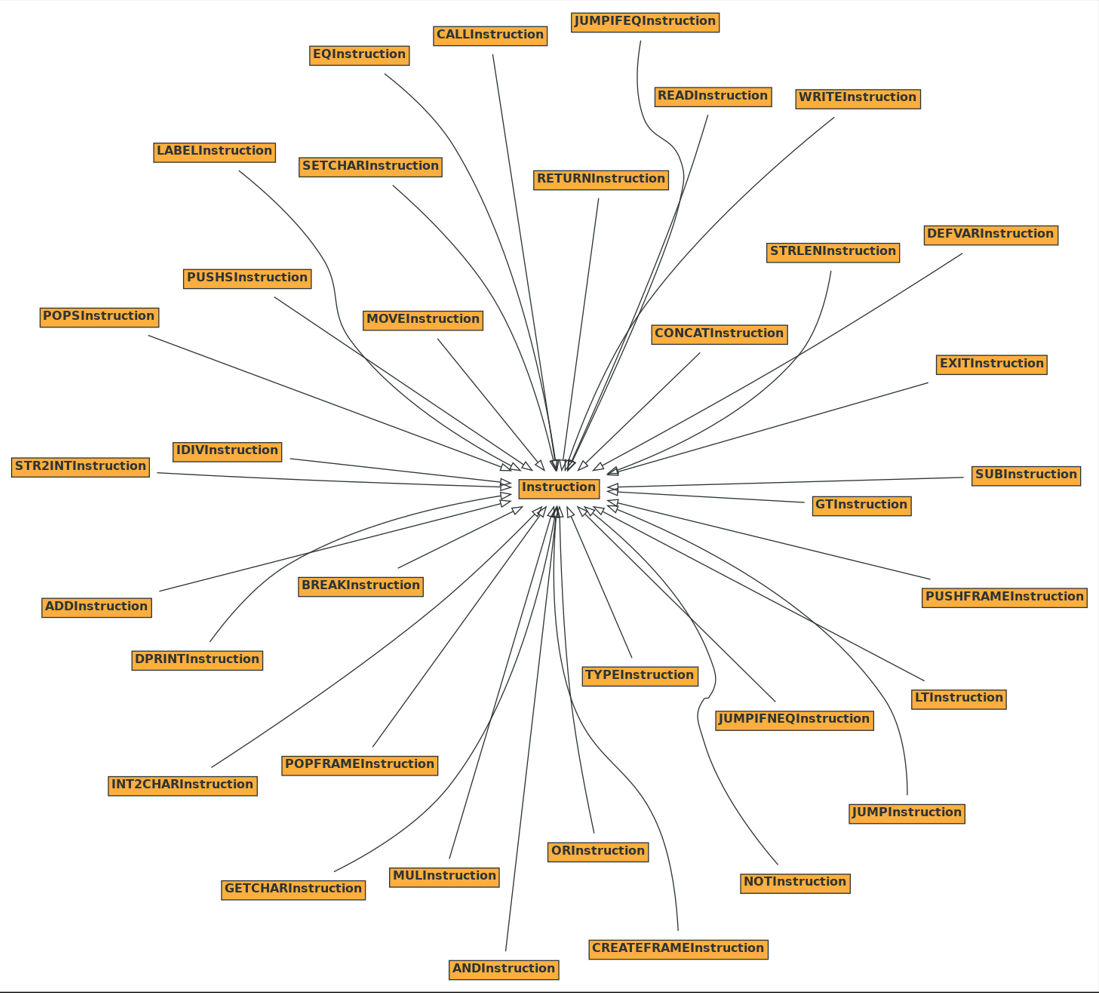 JUMPIFEQInstruction
CALLInstruction
EQInstruction
READInstruction
WRITEInstruction
LABELInstruction
SETCHARInstruction
RETURNInstruction
DEFVARInstruction
STRLENInstruction
PUSHSInstruction
POPSInstruction
MOVEInstruction
CONCATInstruction
EXITInstruction
IDIVInstruction
STR2INTInstruction
SUBInstruction
Instruction
GTInstruction
BREAKInstruction
PUSHFRAMEInstruction
ADDInstruction
DPRINTInstruction
TYPEInstruction
LTInstruction
JUMPIFNEQInstruction
POPFRAMEInstruction
INT2CHARInstruction
JUMPInstruction
ORInstruction
MULInstruction
NOTInstruction
GETCHARInstruction
CREATEFRAMEInstruction
ANDInstruction